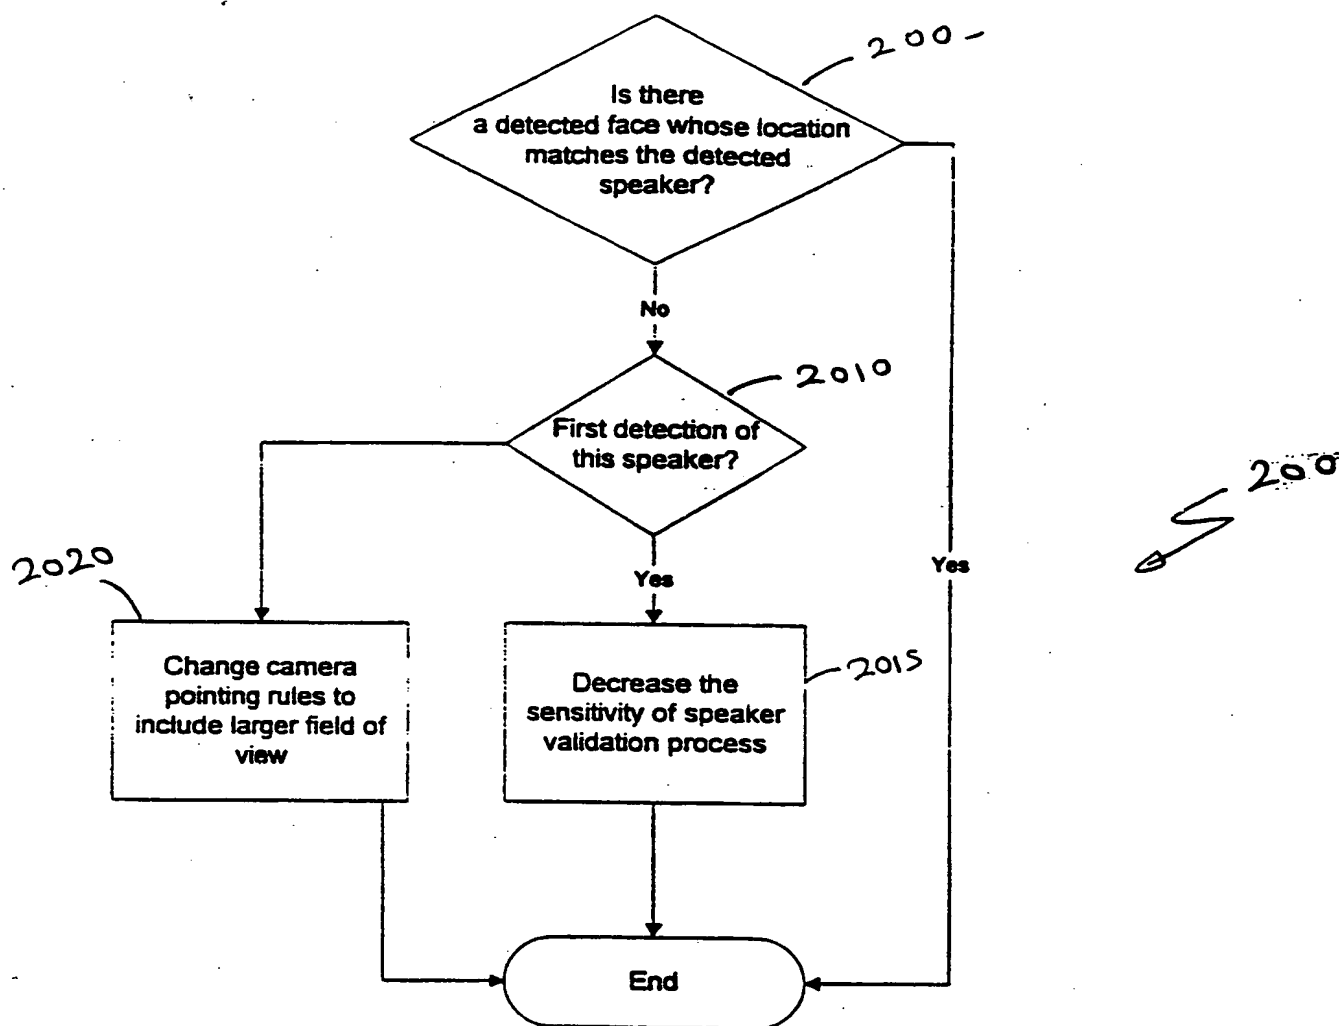 200-
Is there
a detected face whose location
matches the detected
speaker?
No
2010
First detection of
this speaker?
200
2020
Yes
Yes
Change camera
pointing rules to
include larger field of
view
Decrease the
sensitivity of speaker
validation process
2015
End